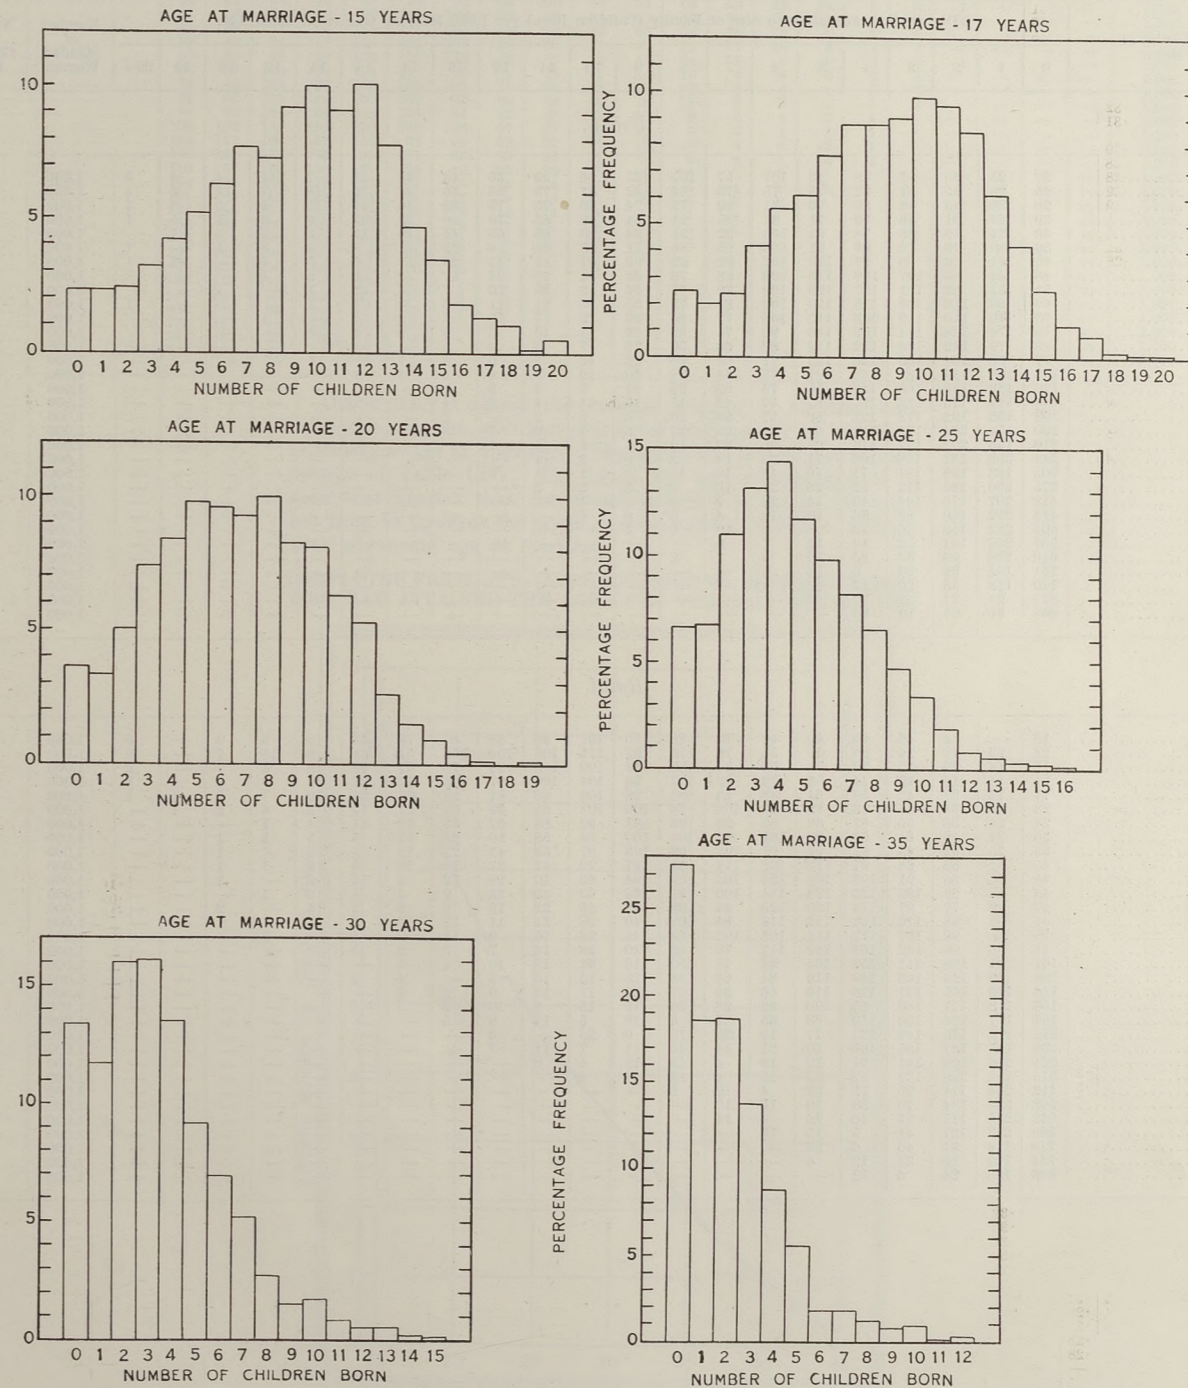 AGE AT MARRIAGE - 15 YEARS
10
5
0
0 1 2 3 4 5 6 7 8 9 10 11 12 13 14 15 16 17 18 19 20
NUMBER OF CHILDREN BORN
AGE AT MARRIAGE - 17 YEARS
PERCENTAGE FREQUENCY
10
5
0
0 1 2 3 4 5 6 7 8 9 10 11 12 13 14 15 16 17 18 19 20
NUMBER OF CHILDREN BORN
AGE AT MARRIAGE - 20 YEARS
10
5
0
0 1 2 3 4 5 6 7 8 9 10 11 12 13 14 15 16 17 18 19
NUMBER OF CHILDREN BORN
AGE AT MARRIAGE - 25 YEARS
PERCENTAGE FREQUENCY
15
10
5
0
0 1 2 3 4 5 6 7 8 9 10 11 12 13 14 15 16
NUMBER OF CHILDREN BORN
AGE AT MARRIAGE - 30 YEARS
15
10
5
0
0 1 2 3 4 5 6 7 8 9 10 11 12 13 14 15
NUMBER OF CHILDREN BORN
AGE AT MARRIAGE - 35 YEARS
PERCENTAGE FREQUENCY
25
20
15
10
5
0
0 1 2 3 4 5 6 7 8 9 10 11 12
NUMBER OF CHILDREN BORN